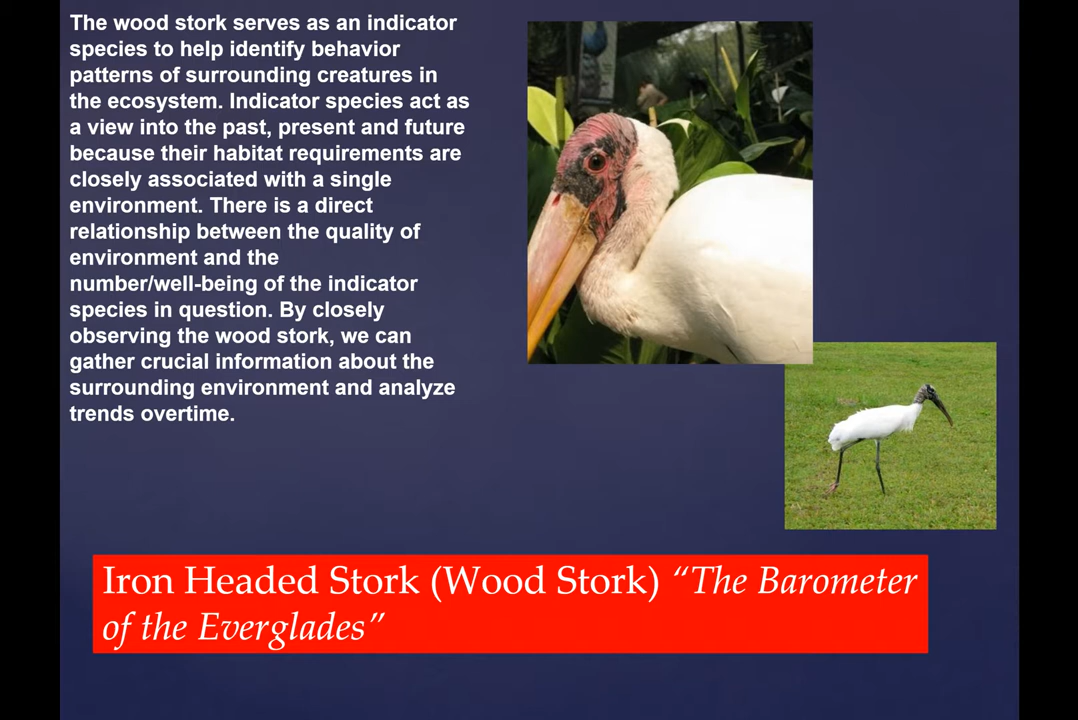 The wood stork serves as an indicator
species to help identify behavior
patterns of surrounding creatures in
the ecosystem. Indicator species act as
a view into the past, present and future
because their habitat requirements are
closely associated with a single
environment. There is a direct
relationship between the quality of
environment and the
number/well-being of the indicator
species in question. By closely
observing the wood stork, we can
gather crucial information about the
surrounding environment and analyze
trends overtime.
Iron Headed Stork (Wood Stork) “The Barometer
of the Everglades”